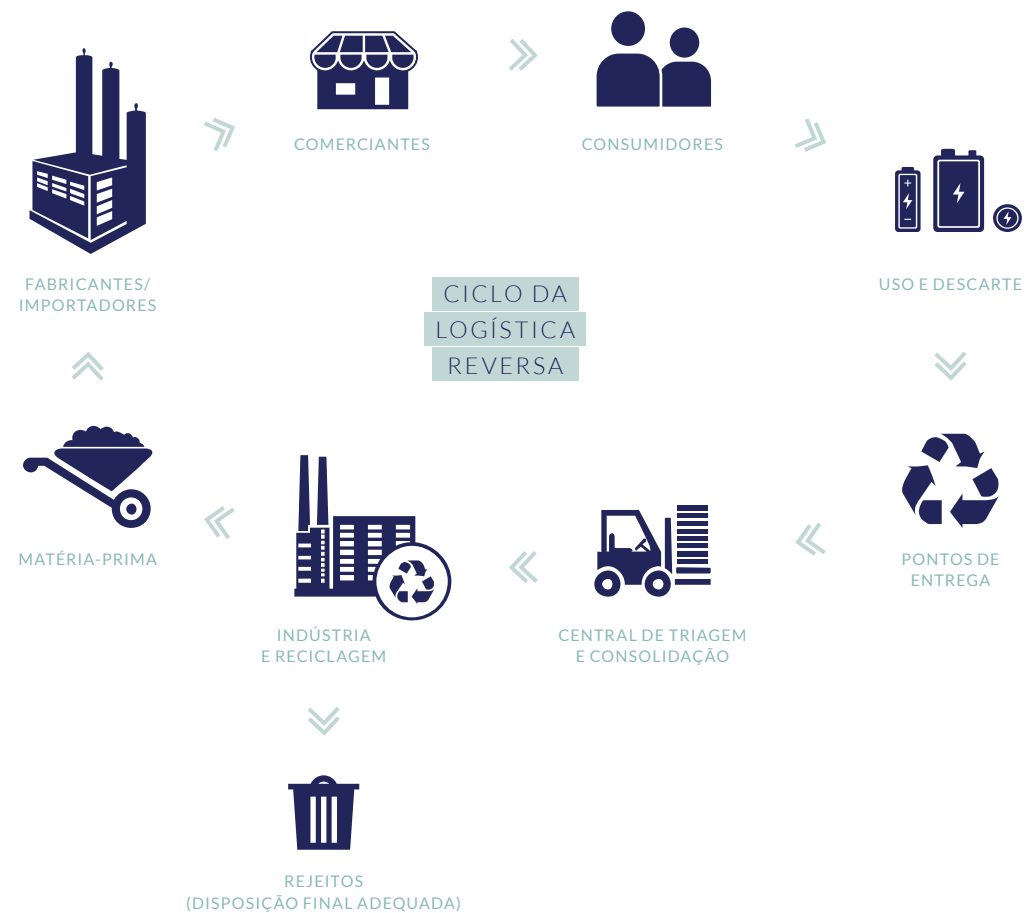 COMERCIANTES
CONSUMIDORES
FABRICANTES/
IMPORTADORES
USO E DESCARTE
CICLO DA
LOGÍSTICA
REVERSA
MATÉRIA-PRIMA
PONTOS DE
ENTREGA
INDÚSTRIA
E RECICLAGEM
CENTRAL DE TRIAGEM
E CONSOLIDAÇÃO
REJEITOS
(DISPOSIÇÃO FINAL ADEQUADA)